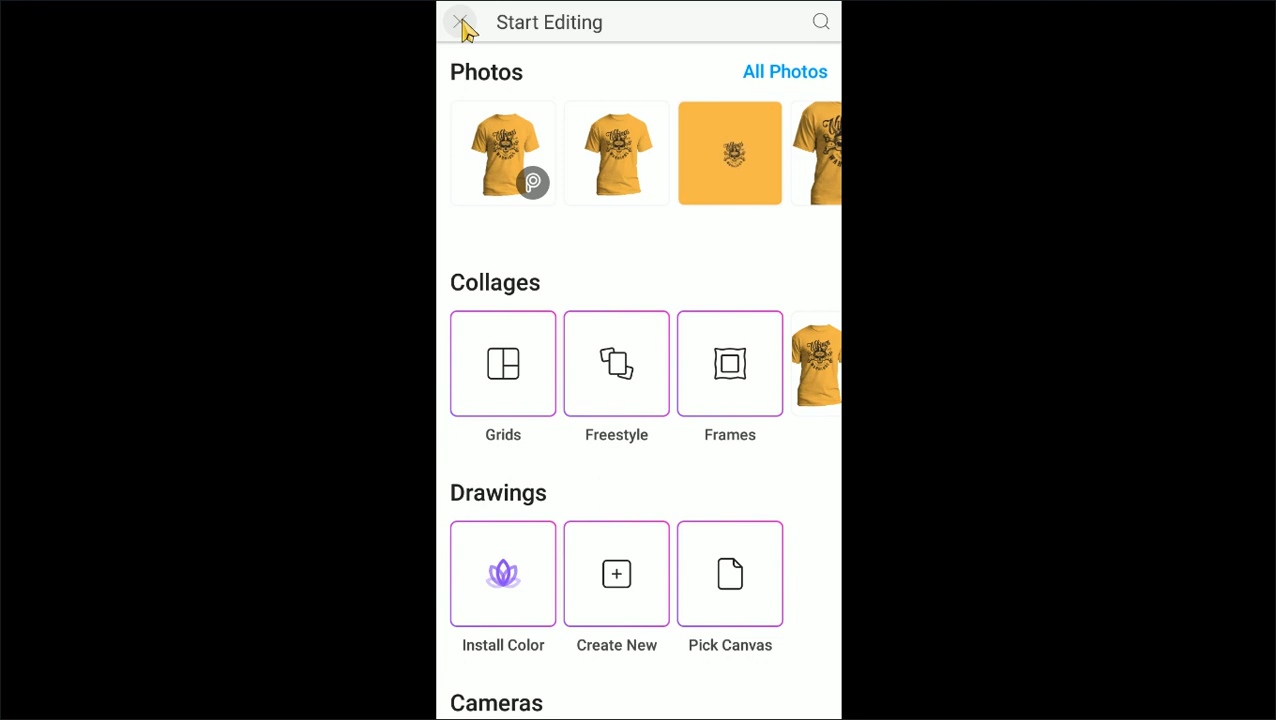 Start Editing
Photos
All Photos
Collages
Grids
Freestyle
Frames
Drawings
Install Color
Create New
Pick Canvas
Cameras